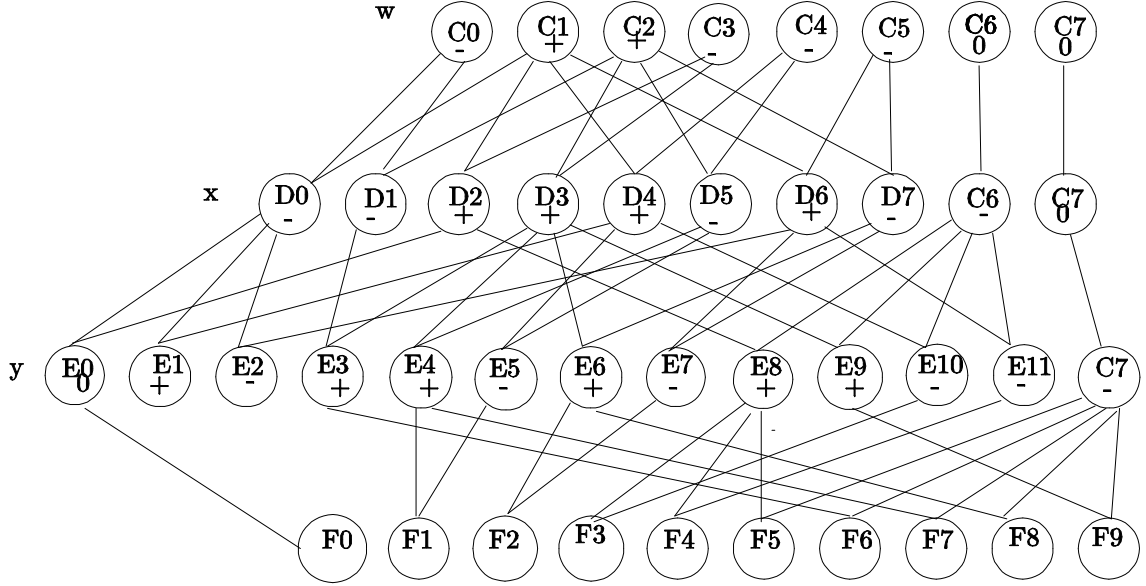 w C0 C1 C2 C3 C4 C5 C6 C7
- + + - - - 0 0
x D0 D1 D2 D3 D4 D5 D6 D7 C6 C7
- - + + + - + - - 0
y E0 E1 E2 E3 E4 E5 E6 E7 E8 E9 E10 E11 C7
0 + - + + - + - + + - - -
F0 F1 F2 F3 F4 F5 F6 F7 F8 F9